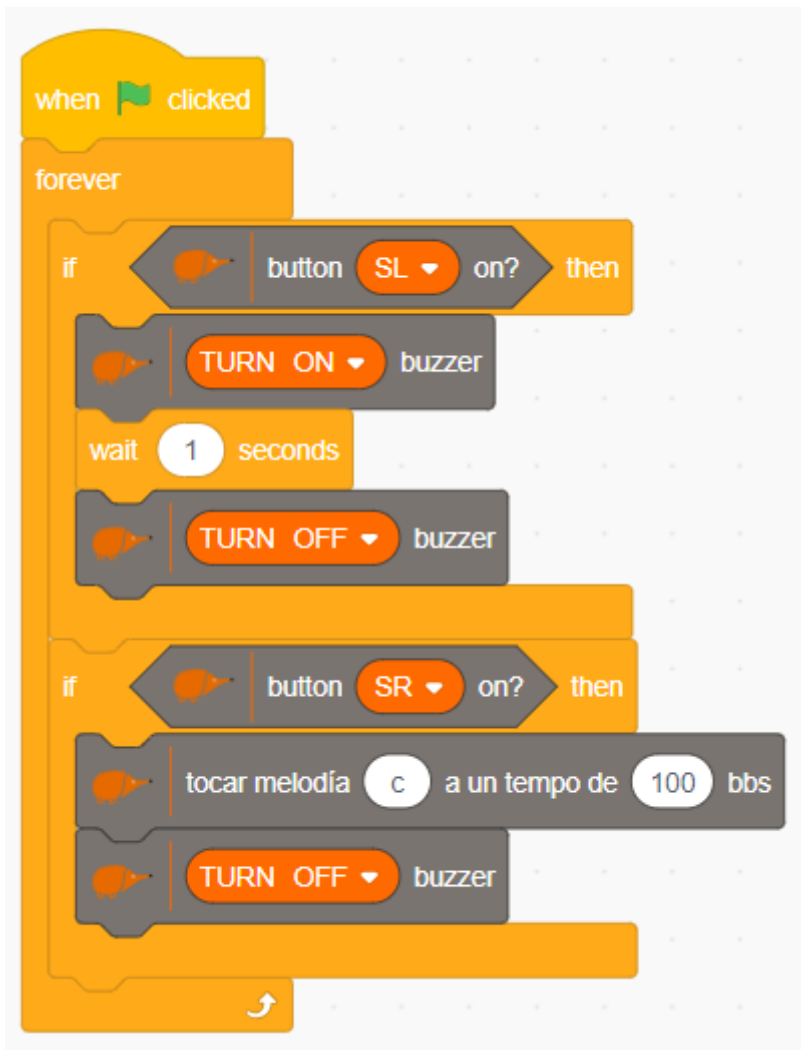 when clicked
forever
if button SL on? then
TURN ON buzzer
wait 1 seconds
TURN OFF buzzer
if button SR on? then
tocar melodía c a un tempo de 100 bbs
TURN OFF buzzer